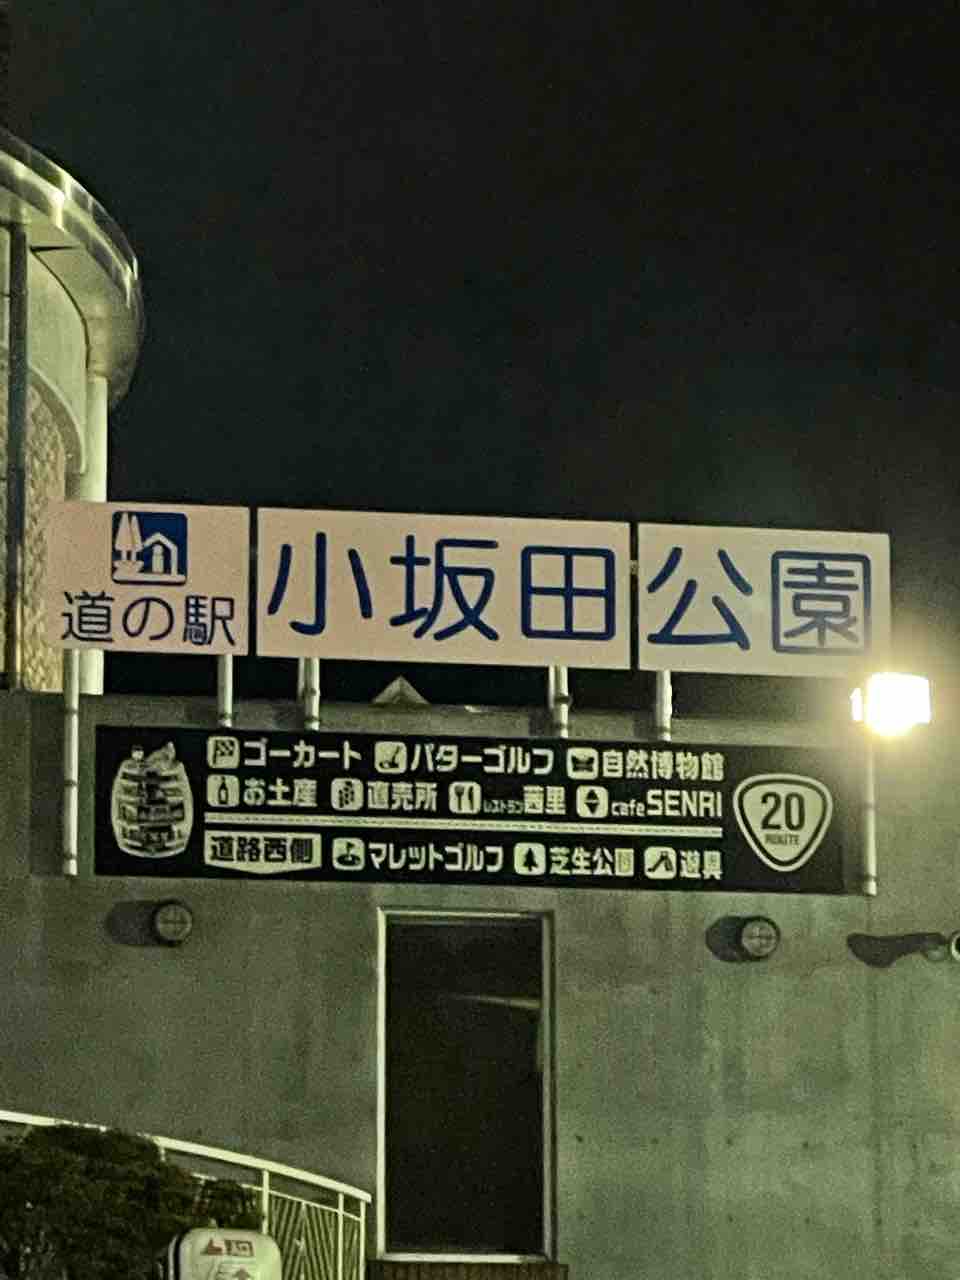 道の駅 小坂田公園
ゴーカート パターゴルフ 自然博物館
お土産 直売所 レストラン茜里 cafe SENRI
道路西側 マレットゴルフ 芝生公園 遊具
20
ROUTE